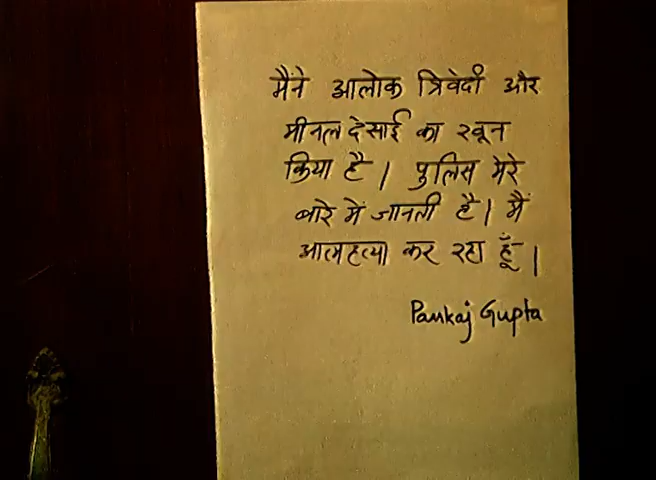 मैंने आलोक त्रिवेदी और
मीनल देसाई का खून
किया है। पुलिस मेरे
बारे में जानती है। मैं
आत्महत्या कर रहा हूँ।
Pankaj Gupta